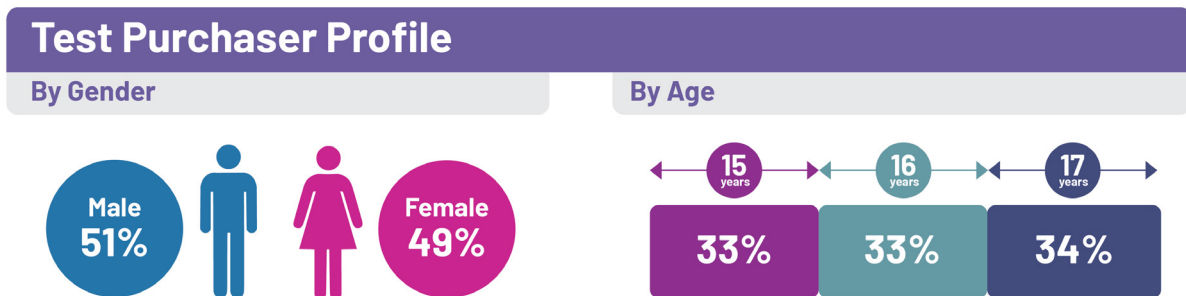 Test Purchaser Profile
By Gender
Male
51%
Female
49%
By Age
15
years
16
years
17
years
33%
33%
34%